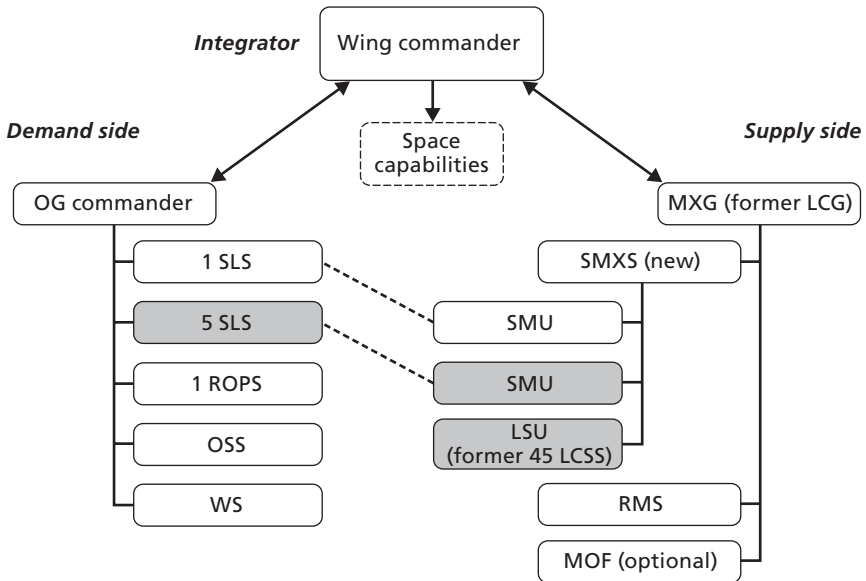 Integrator
Wing commander
Demand side
Space
capabilities
Supply side
OG commander
MXG (former LCG)
1 SLS
SMXS (new)
5 SLS
SMU
1 ROPS
SMU
OSS
LSU
(former 45 LCSS)
WS
RMS
MOF (optional)